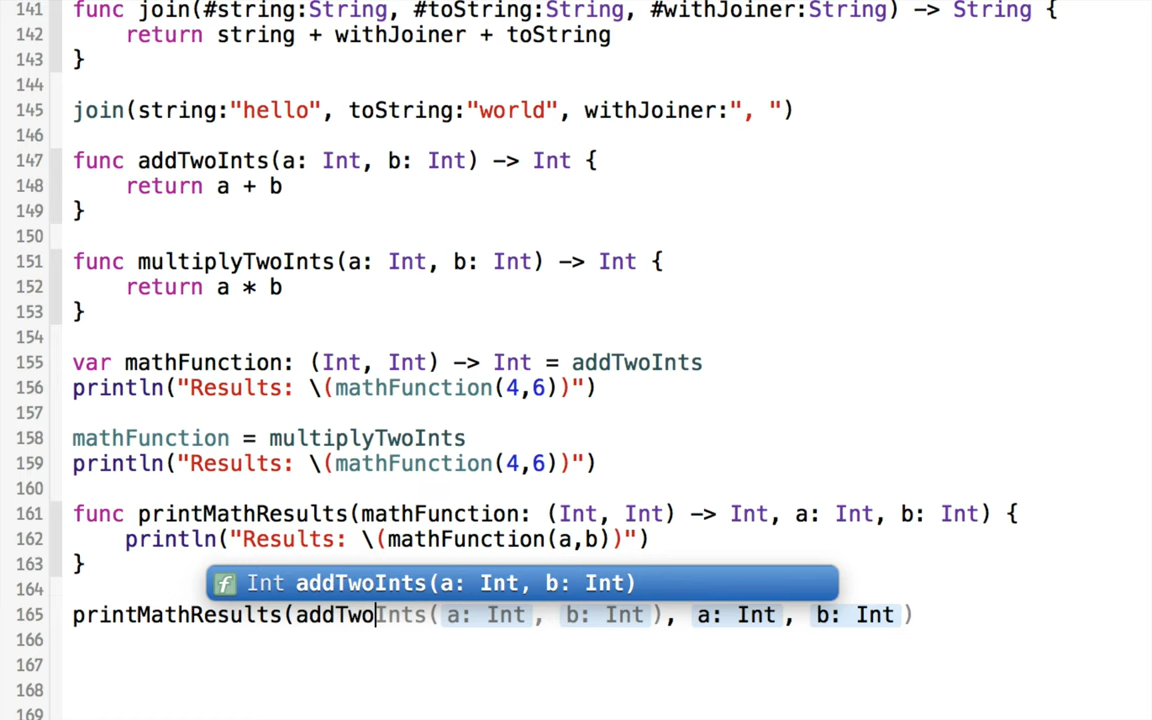 141 func join(#string:String, #toString:String, #withJoiner:String) -> String {
142 return string + withJoiner + toString
143 }
144
145 join(string:"hello", toString:"world", withJoiner:", ")
146
147 func addTwoInts(a: Int, b: Int) -> Int {
148 return a + b
149 }
150
151 func multiplyTwoInts(a: Int, b: Int) -> Int {
152 return a * b
153 }
154
155 var mathFunction: (Int, Int) -> Int = addTwoInts
156 println("Results: \(mathFunction(4,6))")
157
158 mathFunction = multiplyTwoInts
159 println("Results: \(mathFunction(4,6))")
160
161 func printMathResults(mathFunction: (Int, Int) -> Int, a: Int, b: Int) {
162 println("Results: \(mathFunction(a,b))")
163 }
f Int addTwoInts(a: Int, b: Int)
164
165 printMathResults(addTwoInts(a: Int, b: Int), a: Int, b: Int)
166
167
168
169